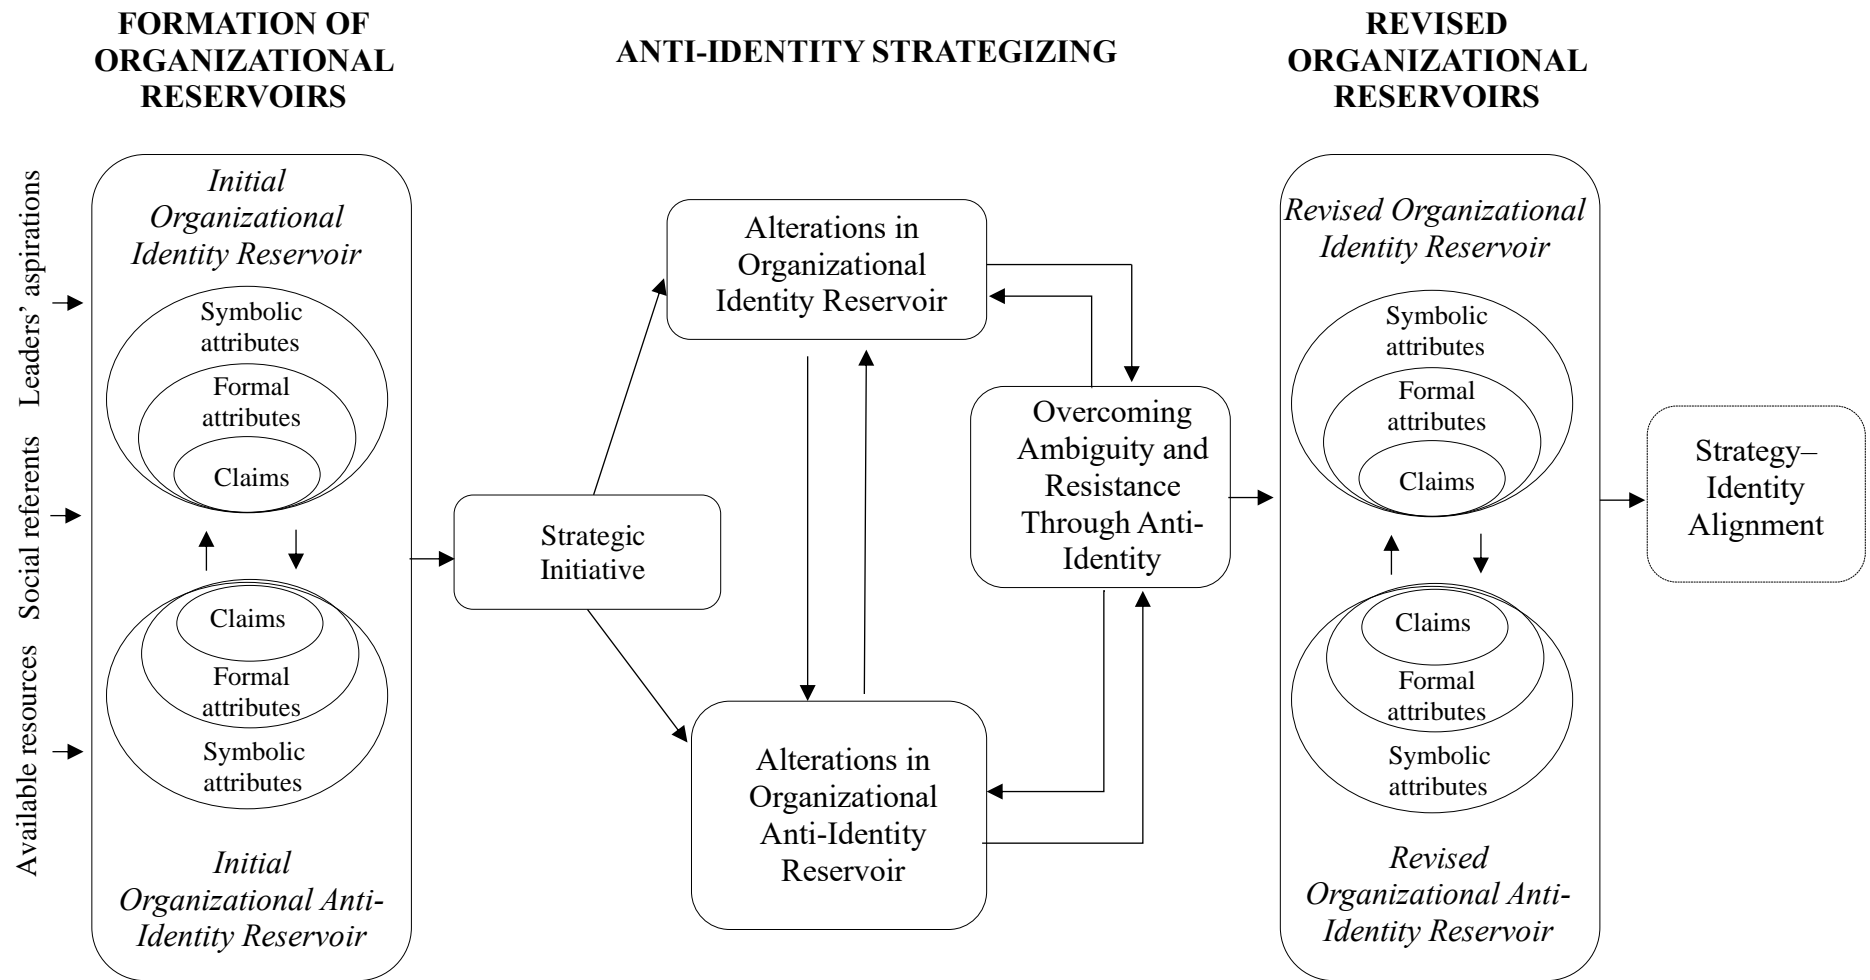 FORMATION OF
ORGANIZATIONAL
RESERVOIRS
ANTI-IDENTITY STRATEGIZING
REVISED
ORGANIZATIONAL
RESERVOIRS
Available resources Social referents Leaders’ aspirations
Initial
Organizational
Identity Reservoir
Symbolic
attributes
Formal
attributes
Claims
Claims
Formal
attributes
Symbolic
attributes
Initial
Organizational Anti-
Identity Reservoir
Strategic
Initiative
Alterations in
Organizational
Identity Reservoir
Alterations in
Organizational
Anti-Identity
Reservoir
Overcoming
Ambiguity and
Resistance
Through Anti-
Identity
Revised Organizational
Identity Reservoir
Symbolic
attributes
Formal
attributes
Claims
Claims
Formal
attributes
Symbolic
attributes
Revised
Organizational Anti-
Identity Reservoir
Strategy–
Identity
Alignment